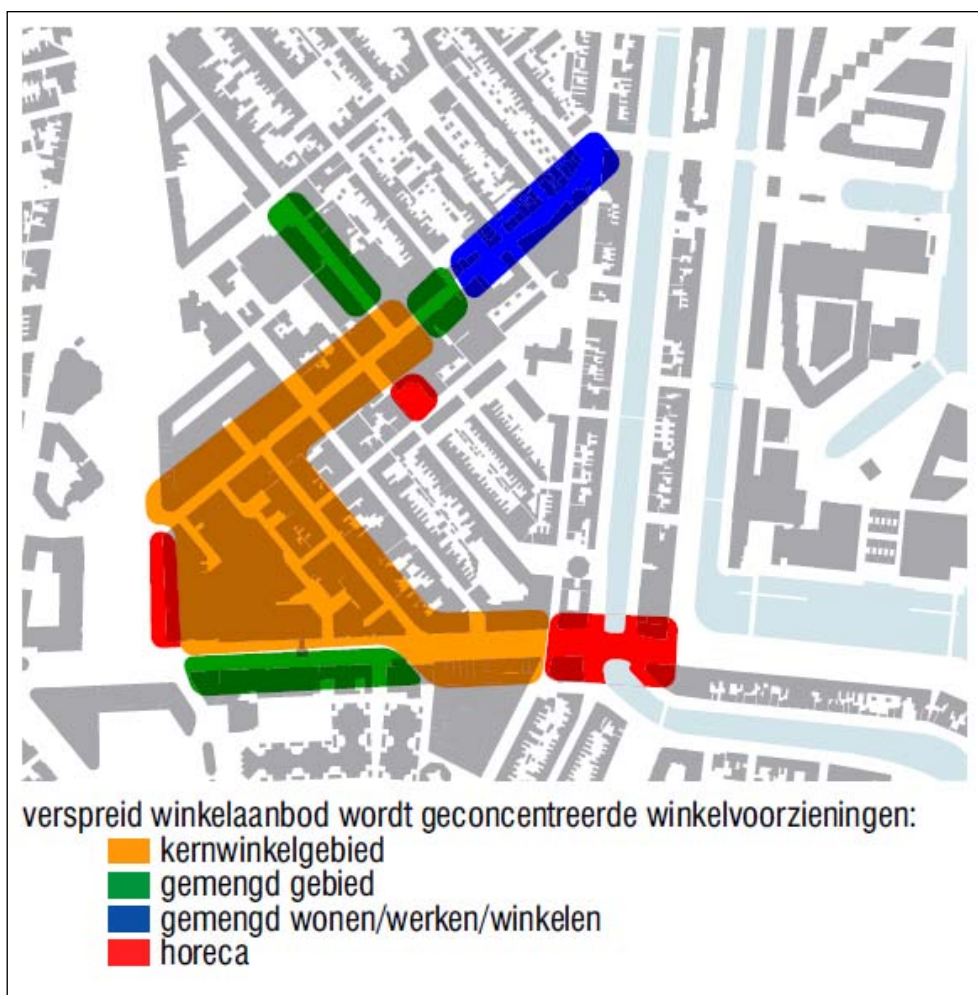 verspreid winkelaanbod wordt geconcentreerde winkelvoorzieningen:
kernwinkelgebied
gemengd gebied
gemengd wonen/werken/winkelen
horeca